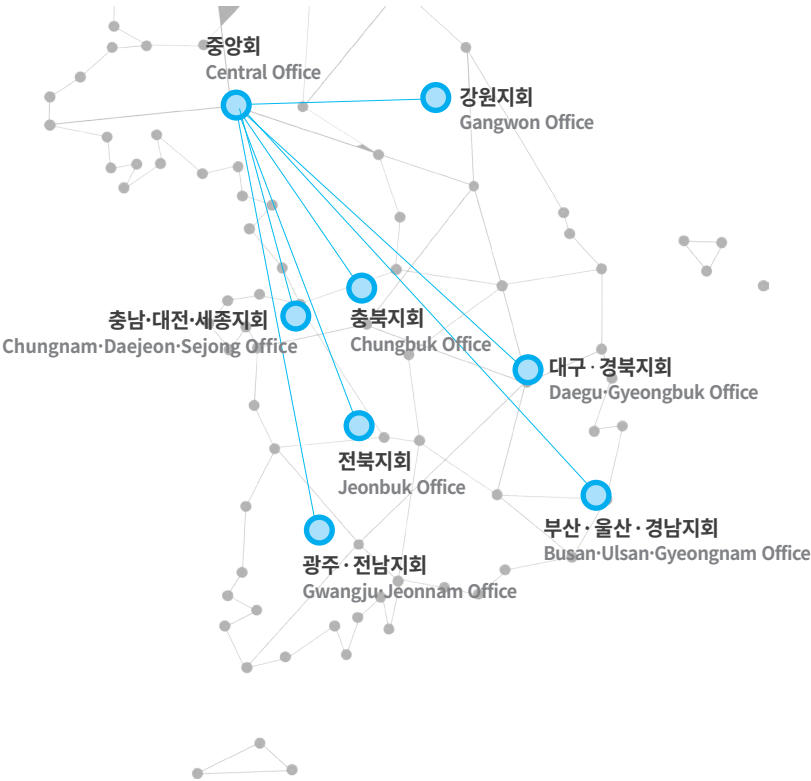 중앙회
Central Office
강원지회
Gangwon Office
충남·대전·세종지회
Chungnam·Daejeon·Sejong Office
충북지회
Chungbuk Office
대구 · 경북지회
Daegu·Gyeongbuk Office
전북지회
Jeonbuk Office
부산 · 울산 · 경남지회
Busan·Ulsan·Gyeongnam Office
광주 · 전남지회
Gwangju·Jeonnam Office